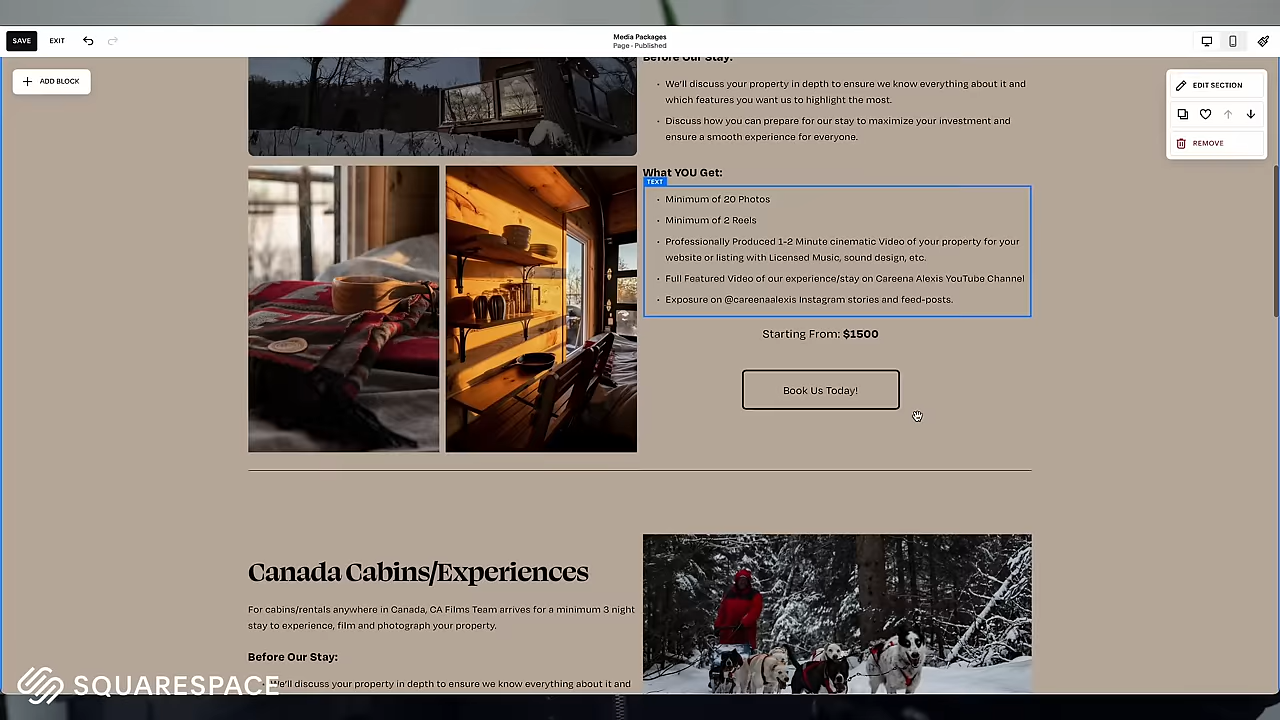 SAVE
EXIT
Media Packages
Page - Published
ADD BLOCK
EDIT SECTION
REMOVE
Before Our Stay:
• We'll discuss your property in depth to ensure we know everything about it and
which features you want us to highlight the most.
• Discuss how you can prepare for our stay to maximize your investment and
ensure a smooth experience for everyone.
What YOU Get:
TEXT
• Minimum of 20 Photos
• Minimum of 2 Reels
• Professionally Produced 1-2 Minute cinematic Video of your property for your
website or listing with Licensed Music, sound design, etc.
• Full Featured Video of our experience/stay on Careena Alexis YouTube Channel
• Exposure on @careenaalexis Instagram stories and feed-posts.
Starting From: $1500
Book Us Today!
Canada Cabins/Experiences
For cabins/rentals anywhere in Canada, CA Films Team arrives for a minimum 3 night
stay to experience, film and photograph your property.
Before Our Stay:
We'll discuss your property in depth to ensure we know everything about it and
SQUARESPACE